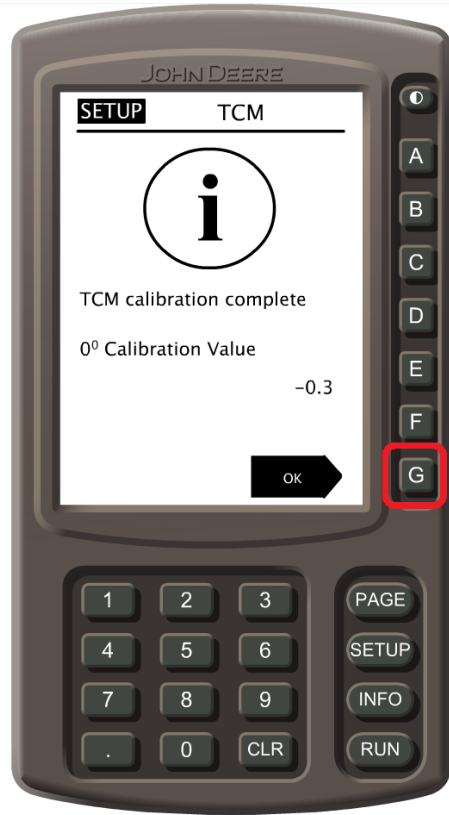 JOHN DEERE
SETUP TCM
i
TCM calibration complete
0⁰ Calibration Value
-0.3
OK
A
B
C
D
E
F
G
1 2 3 PAGE
4 5 6 SETUP
7 8 9 INFO
. 0 CLR RUN